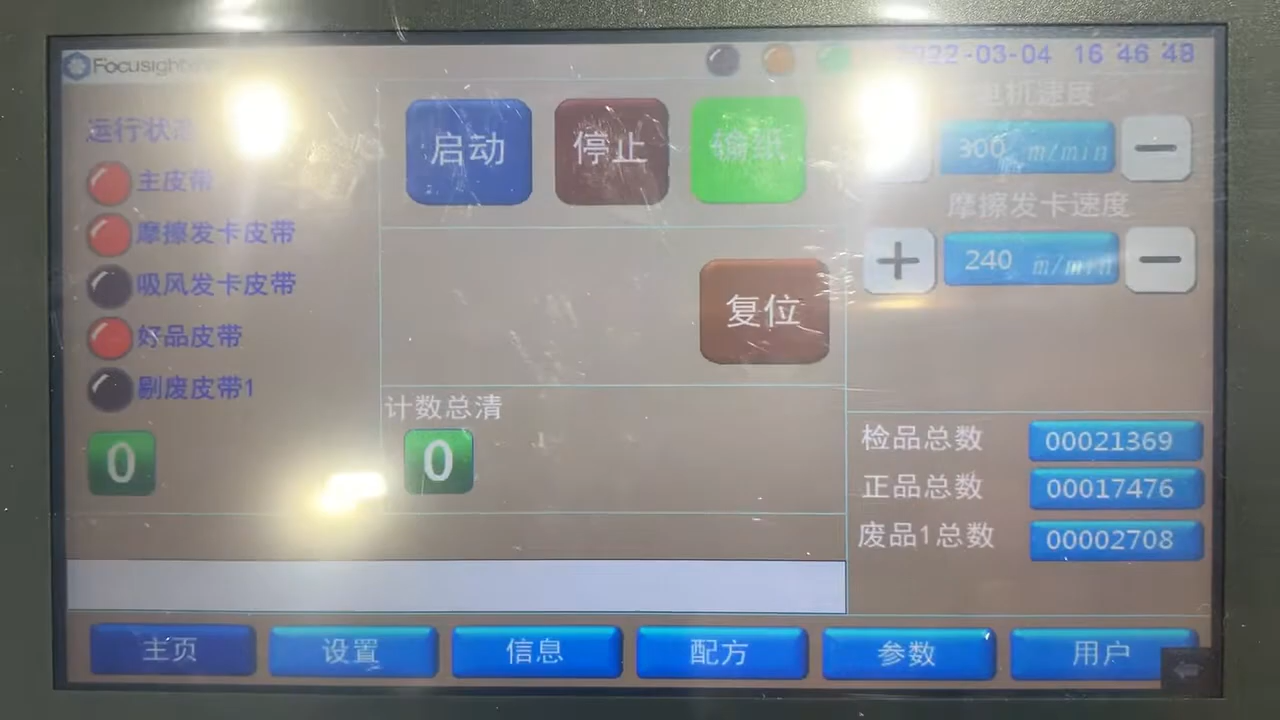 Focusight
2022-03-04 16 46 48
运行状态
主皮带
摩擦发卡皮带
吸风发卡皮带
好品皮带
剔废皮带1
0
启动
停止
输纸
复位
计数总清
0
电机速度
300 m/min
摩擦发卡速度
+ 240 m/min
检品总数 00021369
正品总数 00017476
废品1总数 00002708
主页 设置 信息 配方 参数 用户